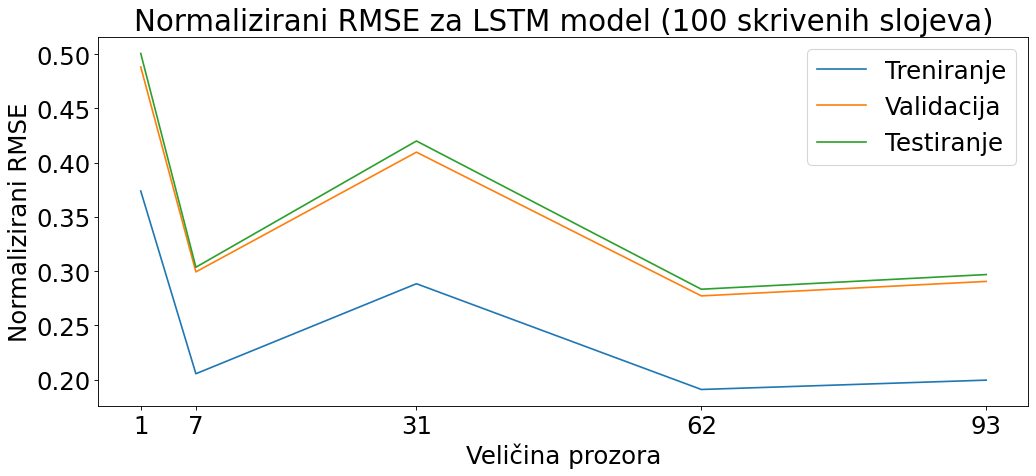 Normalizirani RMSE za LSTM model (100 skrivenih slojeva)
Normalizirani RMSE
0.50
0.45
0.40
0.35
0.30
0.25
0.20
Treniranje
Validacija
Testiranje
1 7 31 62 93
Veličina prozora